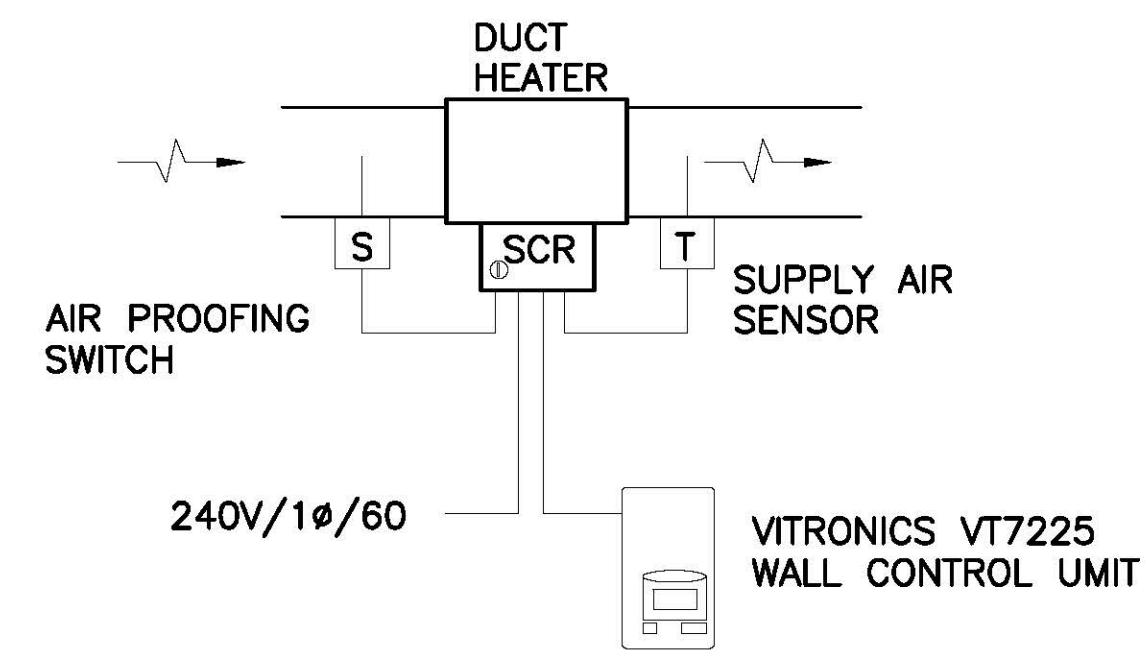 DUCT
HEATER
S
SCR
T
AIR PROOFING
SWITCH
SUPPLY AIR
SENSOR
240V/1ø/60
VITRONICS VT7225
WALL CONTROL UMIT